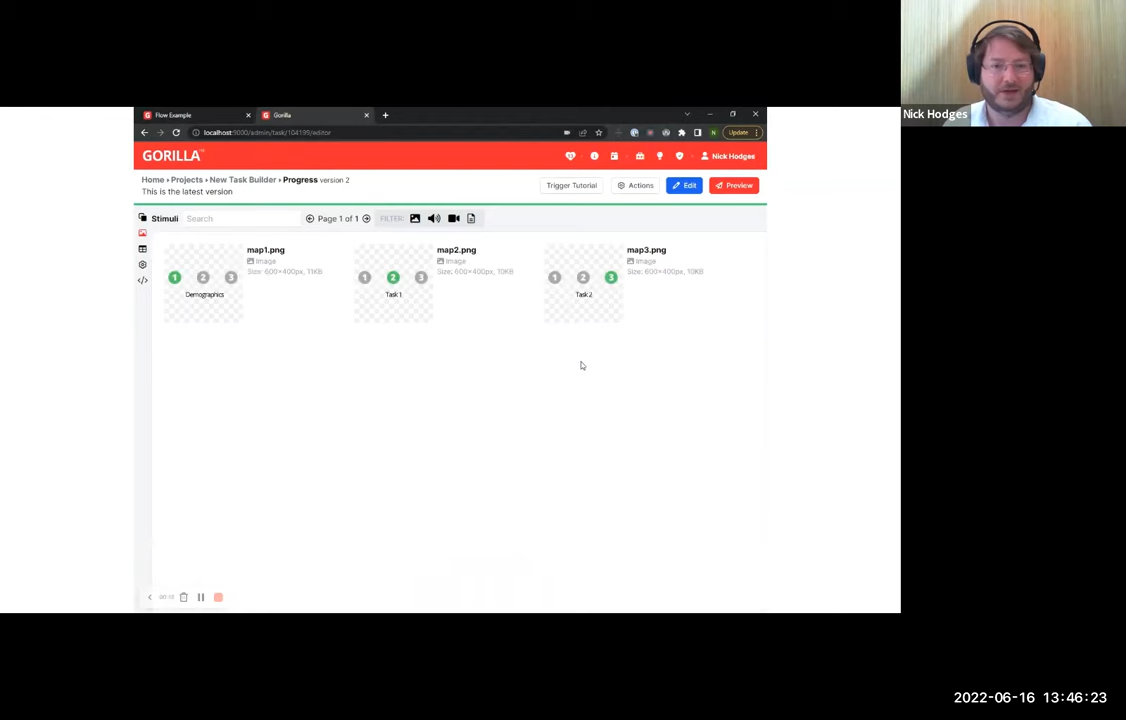 Nick Hodges
Flow Example
Gorilla
localhost:9000/admin/task/104199/editor
N
Update
GORILLA™
Nick Hodges
Home › Projects › New Task Builder › Progress version 2
This is the latest version
Trigger Tutorial
Actions
Edit
Preview
Stimuli
Search
Page 1 of 1
FILTER:
map1.png
Image
Size: 600×400px, 11KB
1 2 3
Demographics
map2.png
Image
Size: 600×400px, 10KB
1 2 3
Task 1
map3.png
Image
Size: 600×400px, 10KB
1 2 3
Task 2
2022-06-16 13:46:23